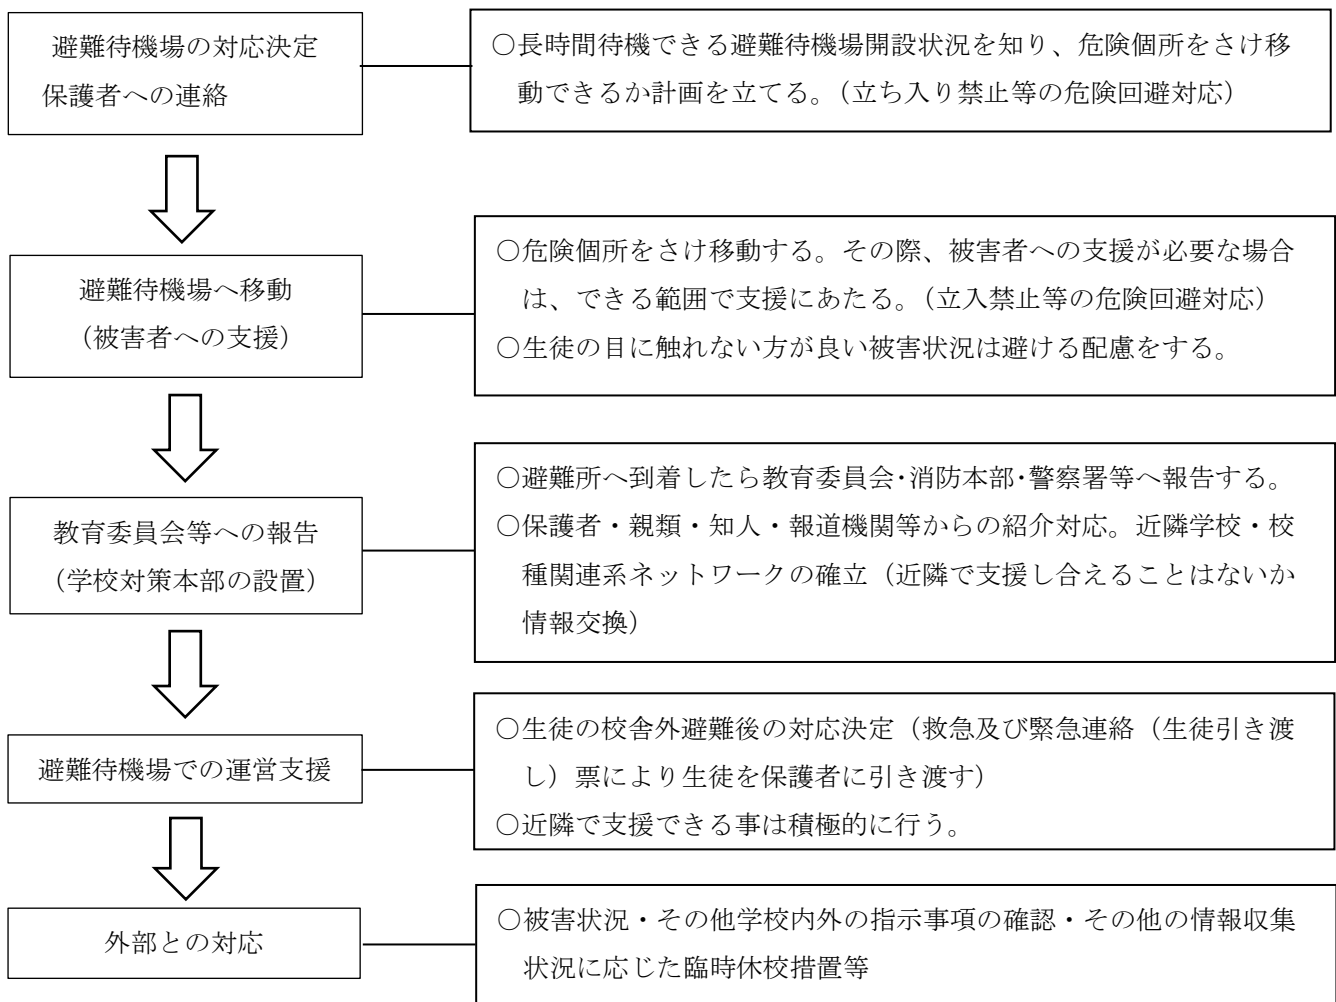 避難待機場の対応決定
保護者への連絡
○長時間待機できる避難待機場開設状況を知り、危険個所をさけ移
動できるか計画を立てる。（立ち入り禁止等の危険回避対応）
避難待機場へ移動
（被害者への支援）
○危険個所をさけ移動する。その際、被害者への支援が必要な場合
は、できる範囲で支援にあたる。（立入禁止等の危険回避対応）
○生徒の目に触れない方が良い被害状況は避ける配慮をする。
教育委員会等への報告
（学校対策本部の設置）
○避難所へ到着したら教育委員会・消防本部・警察署等へ報告する。
○保護者・親類・知人・報道機関等からの紹介対応。近隣学校・校
種関連系ネットワークの確立（近隣で支援し合えることはないか
情報交換）
避難待機場での運営支援
○生徒の校舎外避難後の対応決定（救急及び緊急連絡（生徒引き渡
し）票により生徒を保護者に引き渡す）
○近隣で支援できる事は積極的に行う。
外部との対応
○被害状況・その他学校内外の指示事項の確認・その他の情報収集
状況に応じた臨時休校措置等